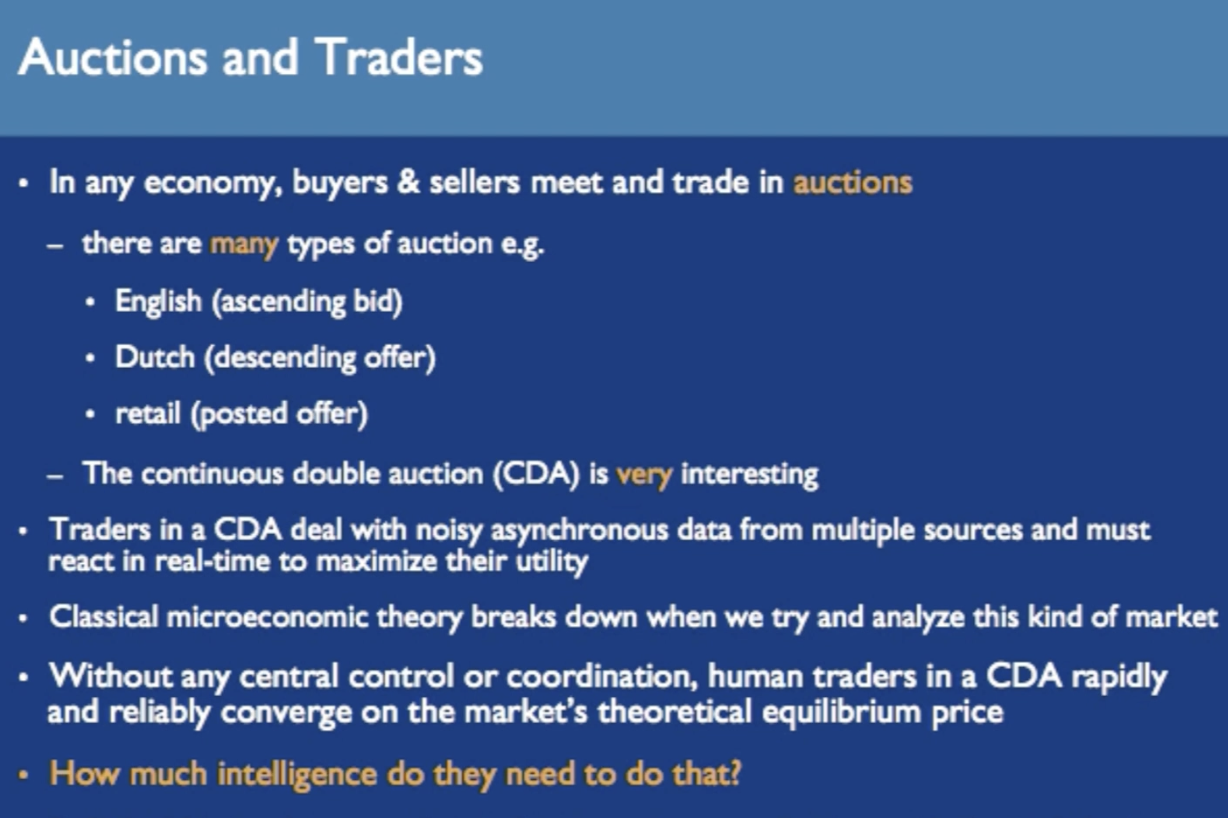 Auctions and Traders
• In any economy, buyers & sellers meet and trade in auctions
– there are many types of auction e.g.
• English (ascending bid)
• Dutch (descending offer)
• retail (posted offer)
– The continuous double auction (CDA) is very interesting
• Traders in a CDA deal with noisy asynchronous data from multiple sources and must
react in real-time to maximize their utility
• Classical microeconomic theory breaks down when we try and analyze this kind of market
• Without any central control or coordination, human traders in a CDA rapidly
and reliably converge on the market’s theoretical equilibrium price
• How much intelligence do they need to do that?